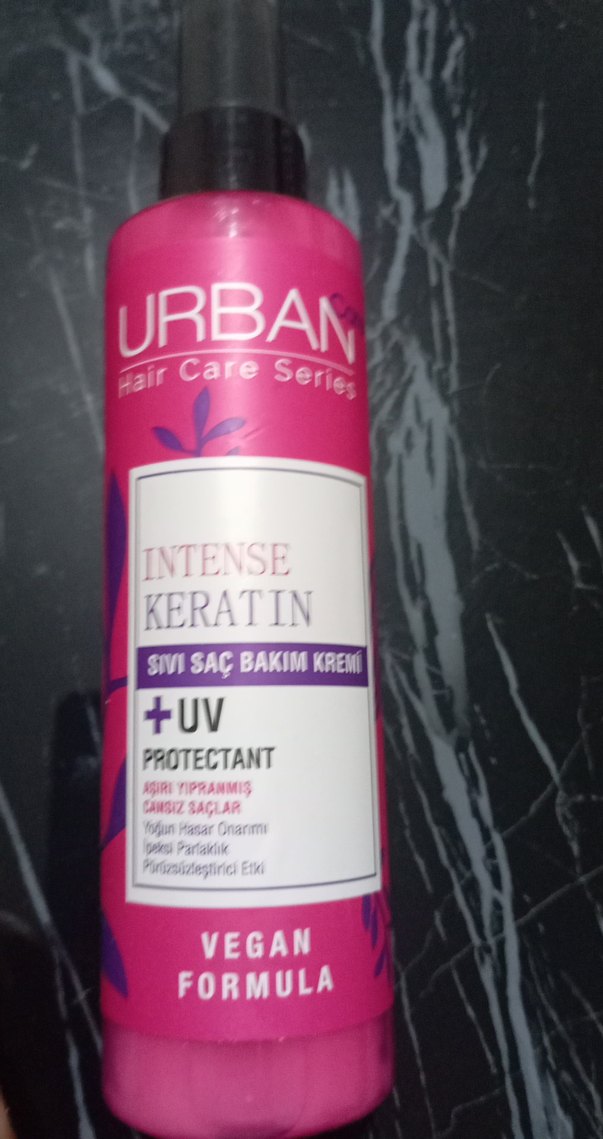 URBAN
Hair Care Series
INTENSE
KERATIN
SIVI SAÇ BAKIM KREMİ
+UV
PROTECTANT
AŞIRI YIPRANMIŞ
CANSIZ SAÇLAR
Yoğun Hasar Onarımı
İpeksi Parlaklık
Pürüzsüzleştirici Etki
VEGAN
FORMULA